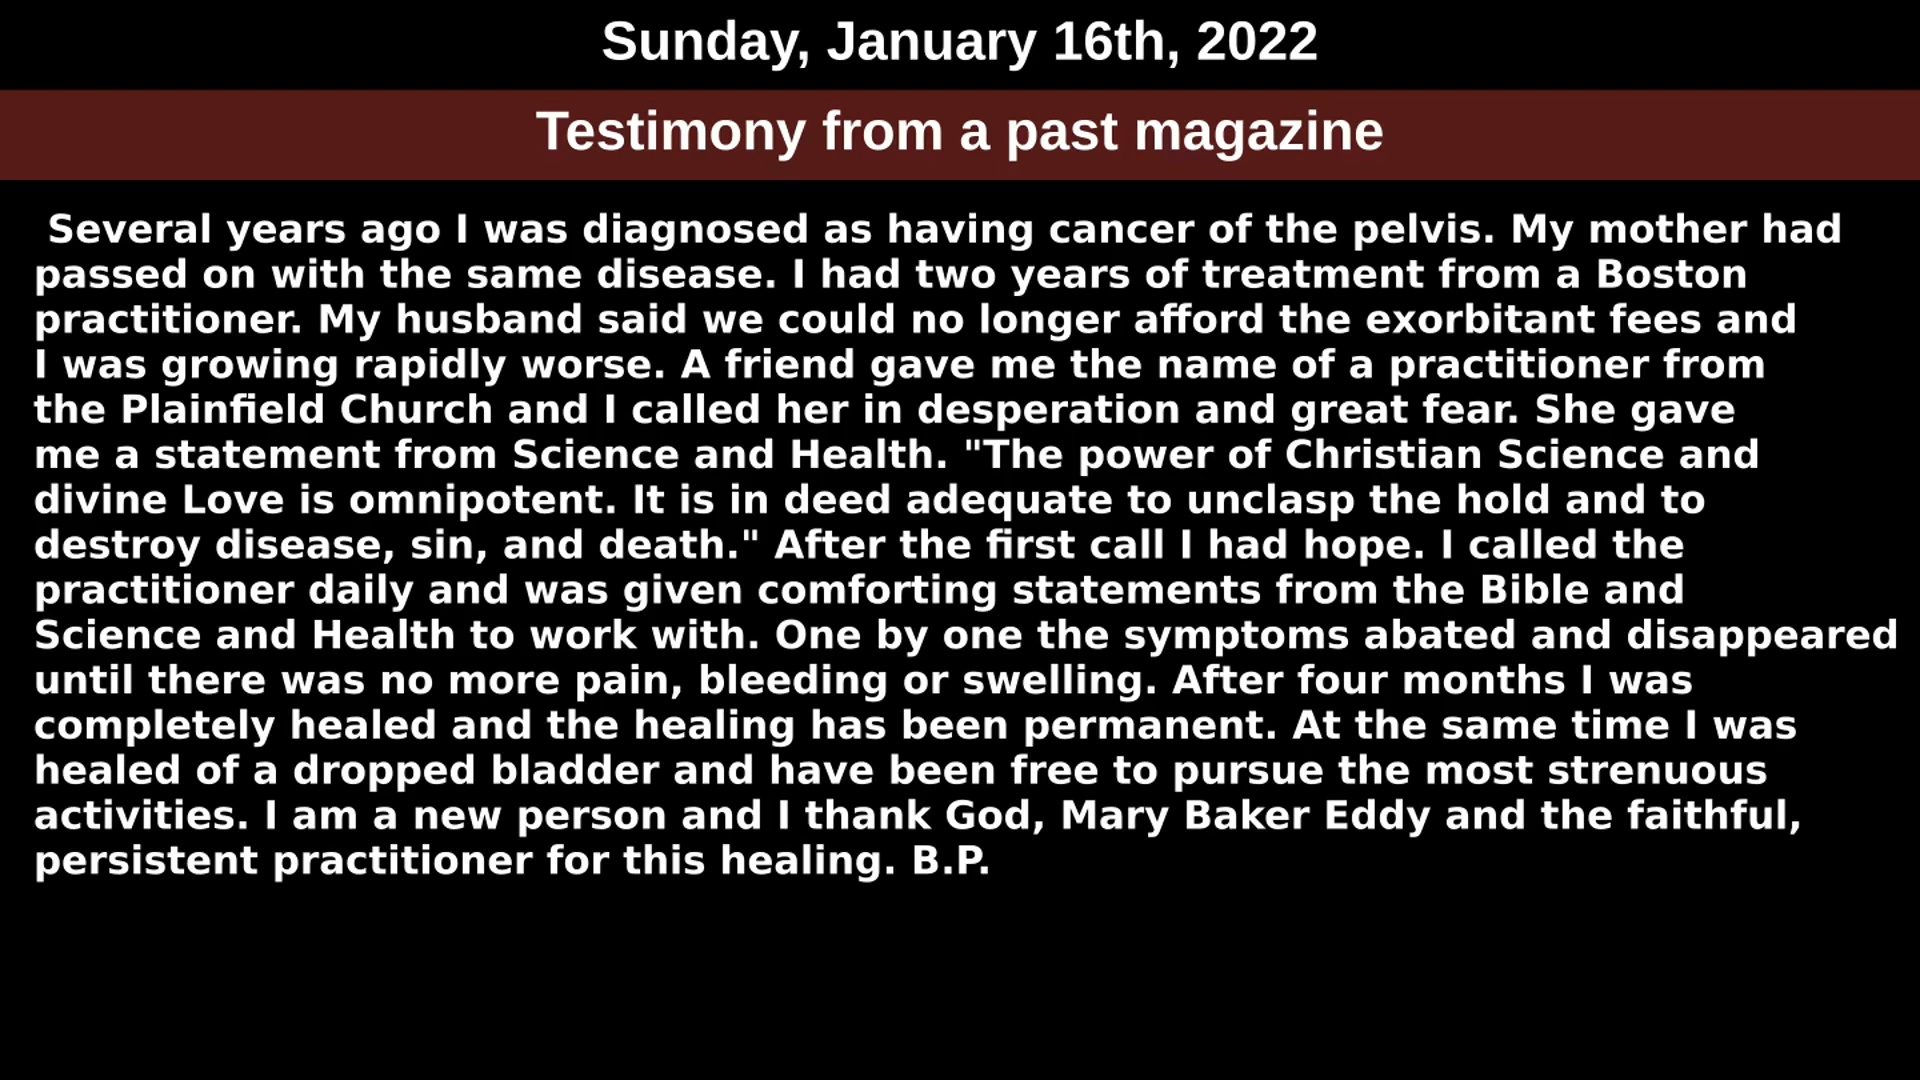 Sunday, January 16th, 2022
Testimony from a past magazine
Several years ago I was diagnosed as having cancer of the pelvis. My mother had
passed on with the same disease. I had two years of treatment from a Boston
practitioner. My husband said we could no longer afford the exorbitant fees and
I was growing rapidly worse. A friend gave me the name of a practitioner from
the Plainfield Church and I called her in desperation and great fear. She gave
me a statement from Science and Health. "The power of Christian Science and
divine Love is omnipotent. It is in deed adequate to unclasp the hold and to
destroy disease, sin, and death." After the first call I had hope. I called the
practitioner daily and was given comforting statements from the Bible and
Science and Health to work with. One by one the symptoms abated and disappeared
until there was no more pain, bleeding or swelling. After four months I was
completely healed and the healing has been permanent. At the same time I was
healed of a dropped bladder and have been free to pursue the most strenuous
activities. I am a new person and I thank God, Mary Baker Eddy and the faithful,
persistent practitioner for this healing. B.P.